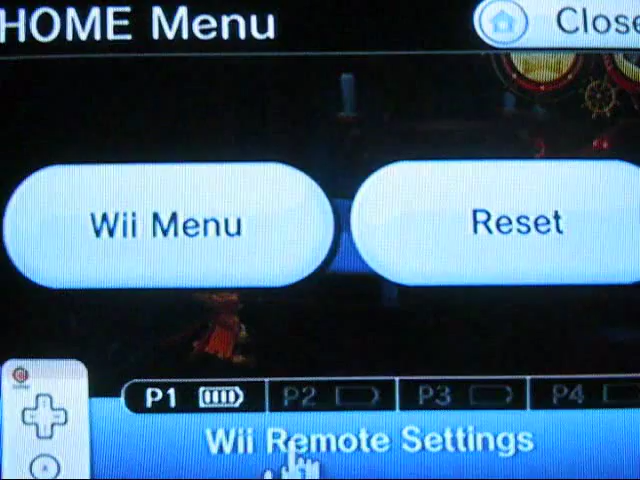 HOME Menu
Close
Wii Menu
Reset
P1 P2 P3 P4
Wii Remote Settings